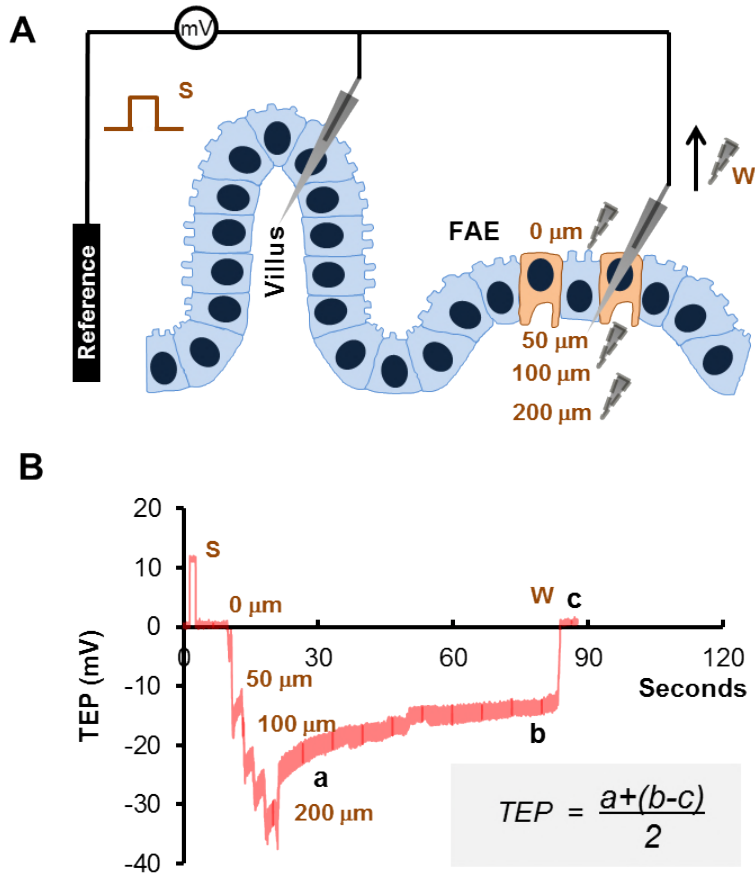 A
mV
S
W
FAE
0 μm
Villus
Reference
50 μm
100 μm
200 μm
B
20
10
0
-10
-20
-30
-40
TEP (mV)
S
0 μm
50 μm
100 μm
200 μm
a
b
W
c
0
30
60
90
120
Seconds
TEP = a+(b-c)
2